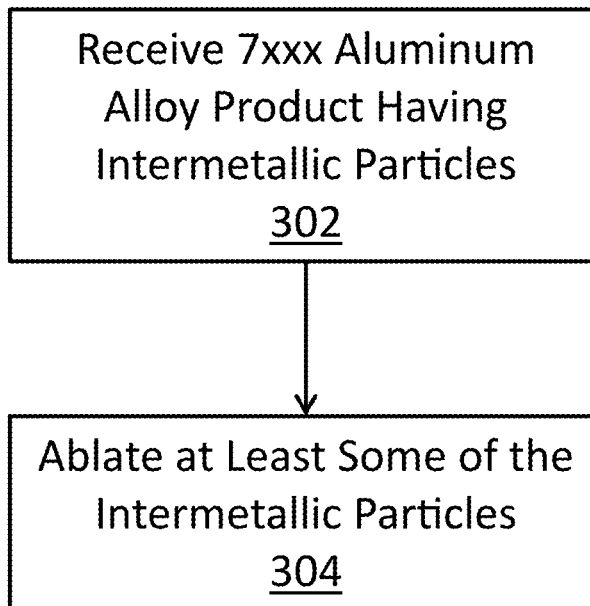 Receive 7xxx Aluminum
Alloy Product Having
Intermetallic Particles
302
Ablate at Least Some of the
Intermetallic Particles
304